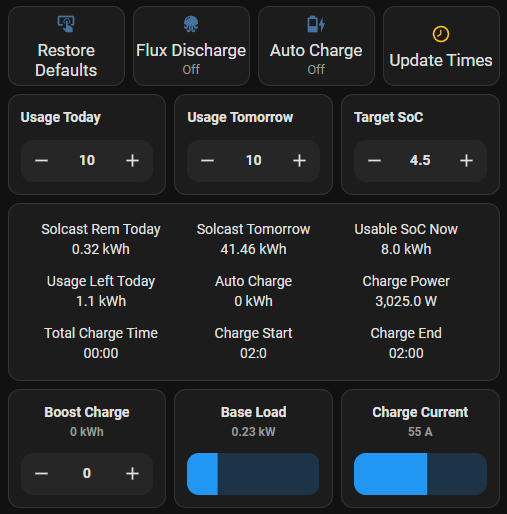 Restore
Defaults
Flux Discharge
Off
Auto Charge
Off
Update Times
Usage Today
Usage Tomorrow
Target SoC
− 10 +
− 10 +
− 4.5 +
Solcast Rem Today
0.32 kWh
Solcast Tomorrow
41.46 kWh
Usable SoC Now
8.0 kWh
Usage Left Today
1.1 kWh
Auto Charge
0 kWh
Charge Power
3,025.0 W
Total Charge Time
00:00
Charge Start
02:0
Charge End
02:00
Boost Charge
0 kWh
− 0 +
Base Load
0.23 kW
Charge Current
55 A